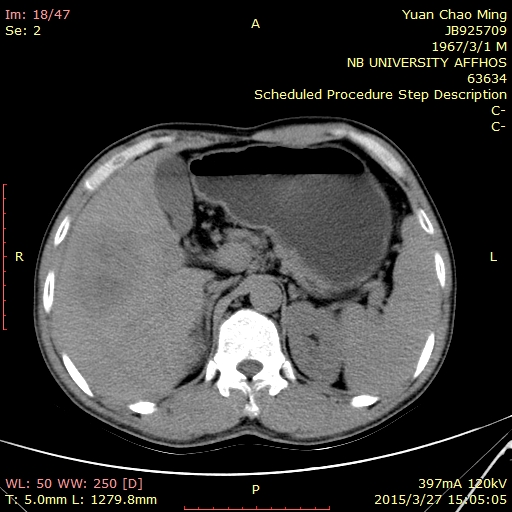 Im: 18/47
Se: 2
A
Yuan Chao Ming
JB925709
1967/3/1 M
NB UNIVERSITY AFFHOS
63634
Scheduled Procedure Step Description
C-
C-
R
L
WL: 50 WW: 250 [D]
T: 5.0mm L: 1279.8mm
P
397mA 120kV
2015/3/27 15:05:05